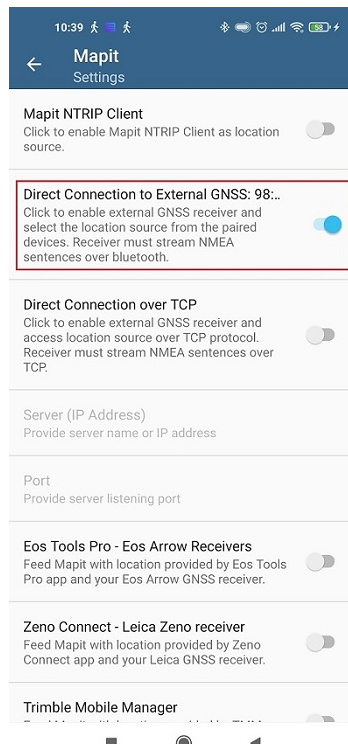 10:39
58
Mapit
Settings
Mapit NTRIP Client
Click to enable Mapit NTRIP Client as location
source.
Direct Connection to External GNSS: 98:..
Click to enable external GNSS receiver and
select the location source from the paired
devices. Receiver must stream NMEA
sentences over bluetooth.
Direct Connection over TCP
Click to enable external GNSS receiver and
access location source over TCP protocol.
Receiver must stream NMEA sentences over
TCP.
Server (IP Address)
Provide server name or IP address
Port
Provide server listening port
Eos Tools Pro - Eos Arrow Receivers
Feed Mapit with location provided by Eos Tools
Pro app and your Eos Arrow GNSS receiver.
Zeno Connect - Leica Zeno receiver
Feed Mapit with location provided by Zeno
Connect app and your Leica GNSS receiver.
Trimble Mobile Manager